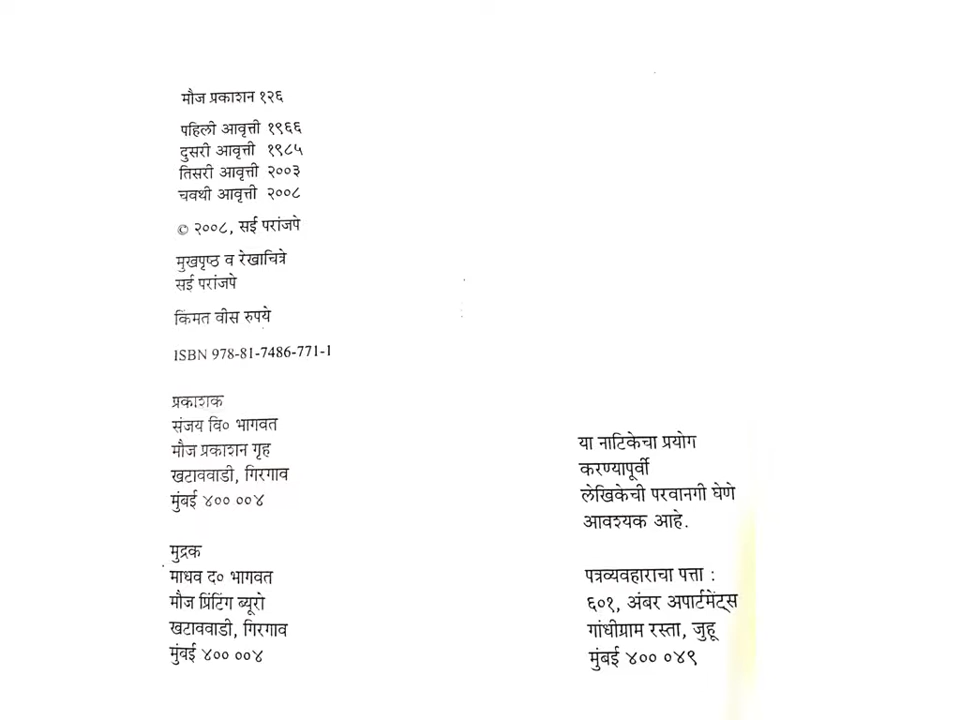 मौज प्रकाशन १२६
पहिली आवृत्ती १९६६
दुसरी आवृत्ती १९८५
तिसरी आवृत्ती २००३
चवथी आवृत्ती २००८
© २००८, सई परांजपे
मुखपृष्ठ व रेखाचित्रे
सई परांजपे
किंमत वीस रुपये
ISBN 978-81-7486-771-1
प्रकाशक
संजय वि० भागवत
मौज प्रकाशन गृह
खटाववाडी, गिरगाव
मुंबई ४०० ००४
मुद्रक
माधव द० भागवत
मौज प्रिंटिंग ब्यूरो
खटाववाडी, गिरगाव
मुंबई ४०० ००४
या नाटिकेचा प्रयोग
करण्यापूर्वी
लेखिकेची परवानगी घेणे
आवश्यक आहे.
पत्रव्यवहाराचा पत्ता :
६०१, अंबर अपार्टमेंट्स
गांधीग्राम रस्ता, जुहू
मुंबई ४०० ०४९